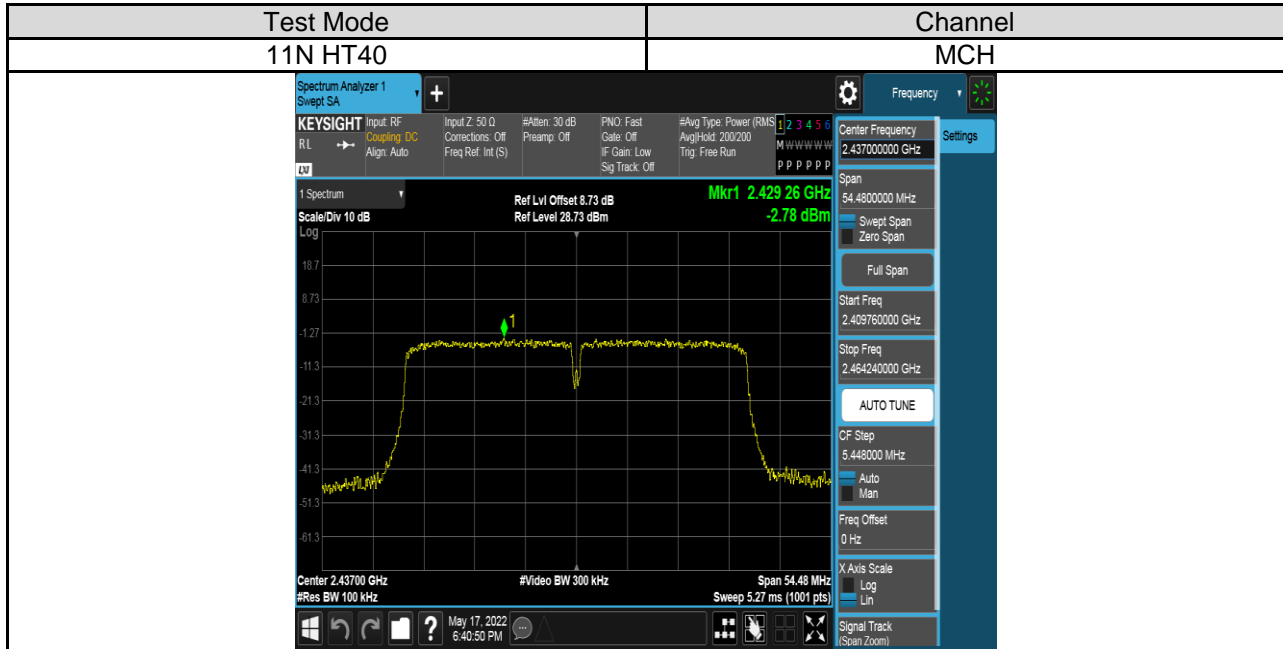 Test Mode Channel
11N HT40 MCH
Spectrum Analyzer 1
Swept SA
+
Frequency
KEYSIGHT Input: RF Input Z: 50 Ω #Atten: 30 dB PNO: Fast #Avg Type: Power (RMS 1 2 3 4 5 6
RL Coupling: DC Corrections: Off Preamp: Off Gate: Off Avg|Hold: 200/200 M W W W W W
Align: Auto Freq Ref: Int (S) IF Gain: Low Trig: Free Run
Sig Track: Off P P P P P P
LXI
1 Spectrum
Scale/Div 10 dB
Ref Lvl Offset 8.73 dB
Ref Level 28.73 dBm
Mkr1 2.429 26 GHz
-2.78 dBm
Log
18.7
8.73
-1.27
-11.3
-21.3
-31.3
-41.3
-51.3
-61.3
1
Center 2.43700 GHz #Video BW 300 kHz Span 54.48 MHz
#Res BW 100 kHz Sweep 5.27 ms (1001 pts)
Center Frequency
2.437000000 GHz
Settings
Span
54.4800000 MHz
Swept Span
Zero Span
Full Span
Start Freq
2.409760000 GHz
Stop Freq
2.464240000 GHz
AUTO TUNE
CF Step
5.448000 MHz
Auto
Man
Freq Offset
0 Hz
X Axis Scale
Log
Lin
Signal Track
(Span Zoom)
?
May 17, 2022
6:40:50 PM